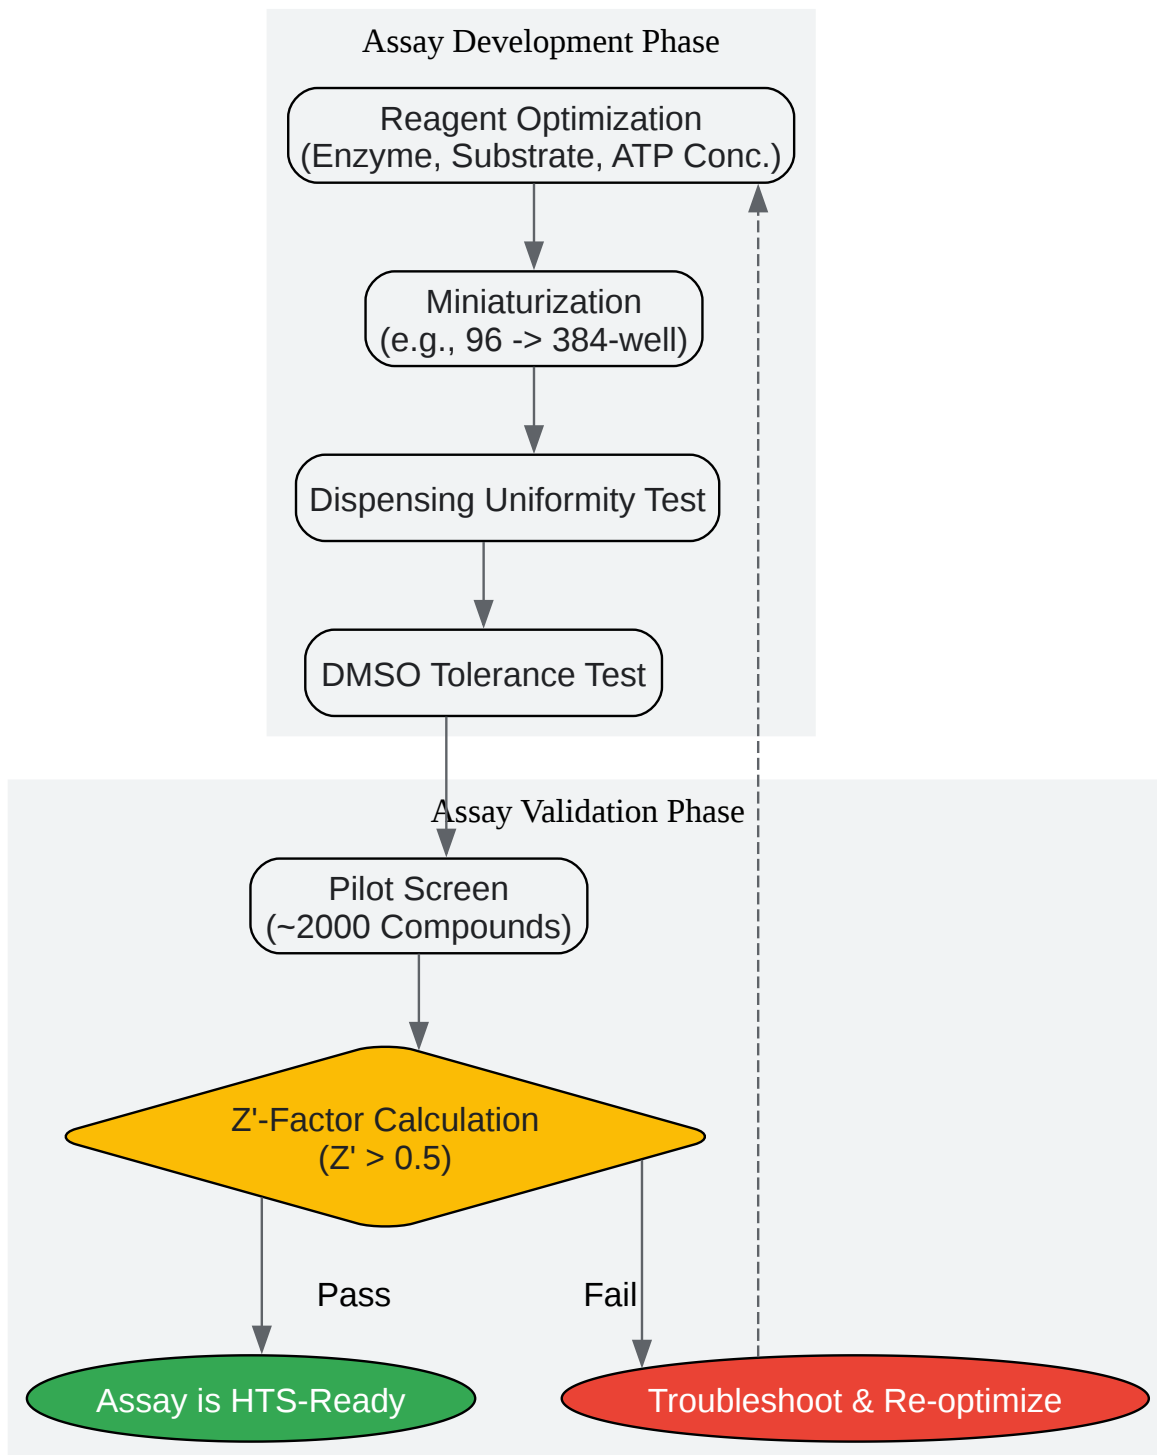 Assay Development Phase
Reagent Optimization
(Enzyme, Substrate, ATP Conc.)
Miniaturization
(e.g., 96 -> 384-well)
Dispensing Uniformity Test
DMSO Tolerance Test
Assay Validation Phase
Pilot Screen
(~2000 Compounds)
Z'-Factor Calculation
(Z' > 0.5)
Pass
Fail
Assay is HTS-Ready
Troubleshoot & Re-optimize